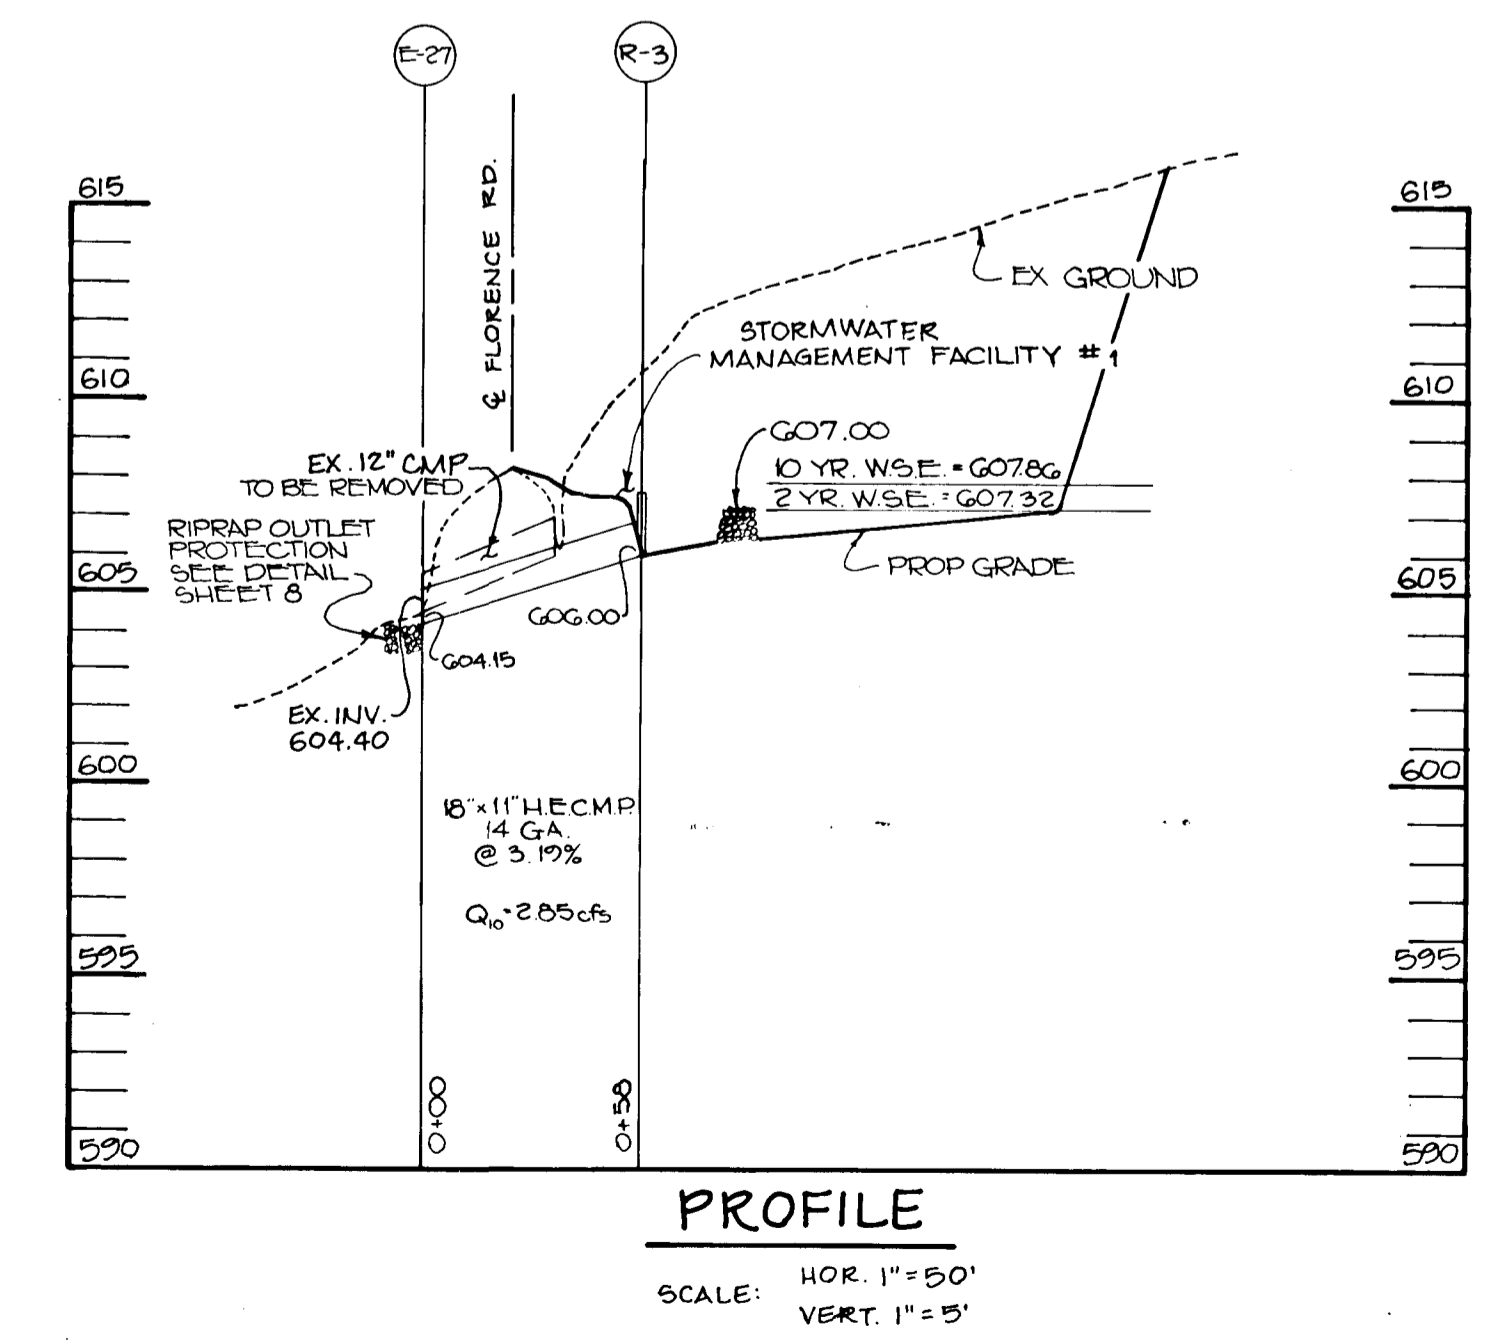 E-27
R-3
℄ FLORENCE RD.
615
615
EX GROUND
STORMWATER
MANAGEMENT FACILITY #1
610
610
607.00
EX. 12" CMP
TO BE REMOVED
10 YR. W.S.E. = 607.86
2 YR. W.S.E. = 607.32
RIPRAP OUTLET
PROTECTION
SEE DETAIL
SHEET 8
605
605
PROP GRADE
606.00
604.15
EX. INV.
604.40
600
600
18"x11" H.E.C.M.P.
14 GA.
@ 3.19%
Q10=2.85cfs
595
595
0+00
0+58
590
590
PROFILE
SCALE: HOR. 1"=50'
VERT. 1"=5'